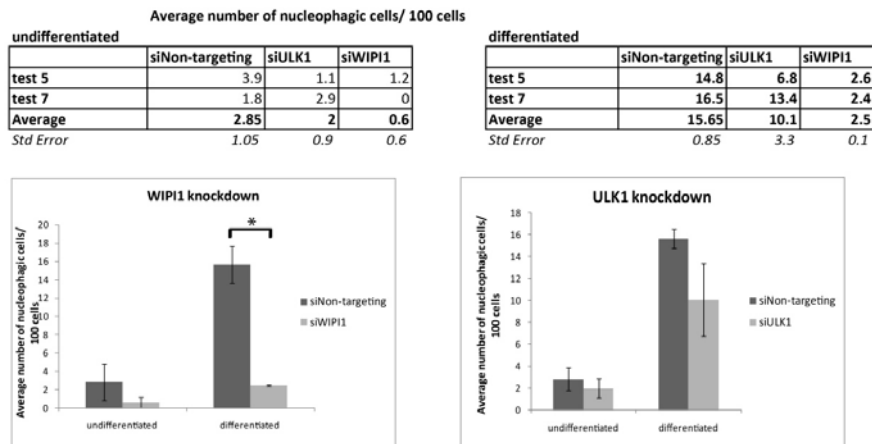 Average number of nucleophagic cells/ 100 cells
undifferentiated
siNon-targeting siULK1 siWIPI1
test 5 3.9 1.1 1.2
test 7 1.8 2.9 0
Average 2.85 2 0.6
Std Error 1.05 0.9 0.6
differentiated
siNon-targeting siULK1 siWIPI1
test 5 14.8 6.8 2.6
test 7 16.5 13.4 2.4
Average 15.65 10.1 2.5
Std Error 0.85 3.3 0.1
WIPI1 knockdown
Average number of nucleophagic cells/
100 cells
20
18
16
14
12
10
8
6
4
2
0
*
undifferentiated differentiated
siNon-targeting
siWIPI1
ULK1 knockdown
Average number of nucleophagic cells/
100 cells
18
16
14
12
10
8
6
4
2
0
undifferentiated differentiated
siNon-targeting
siULK1